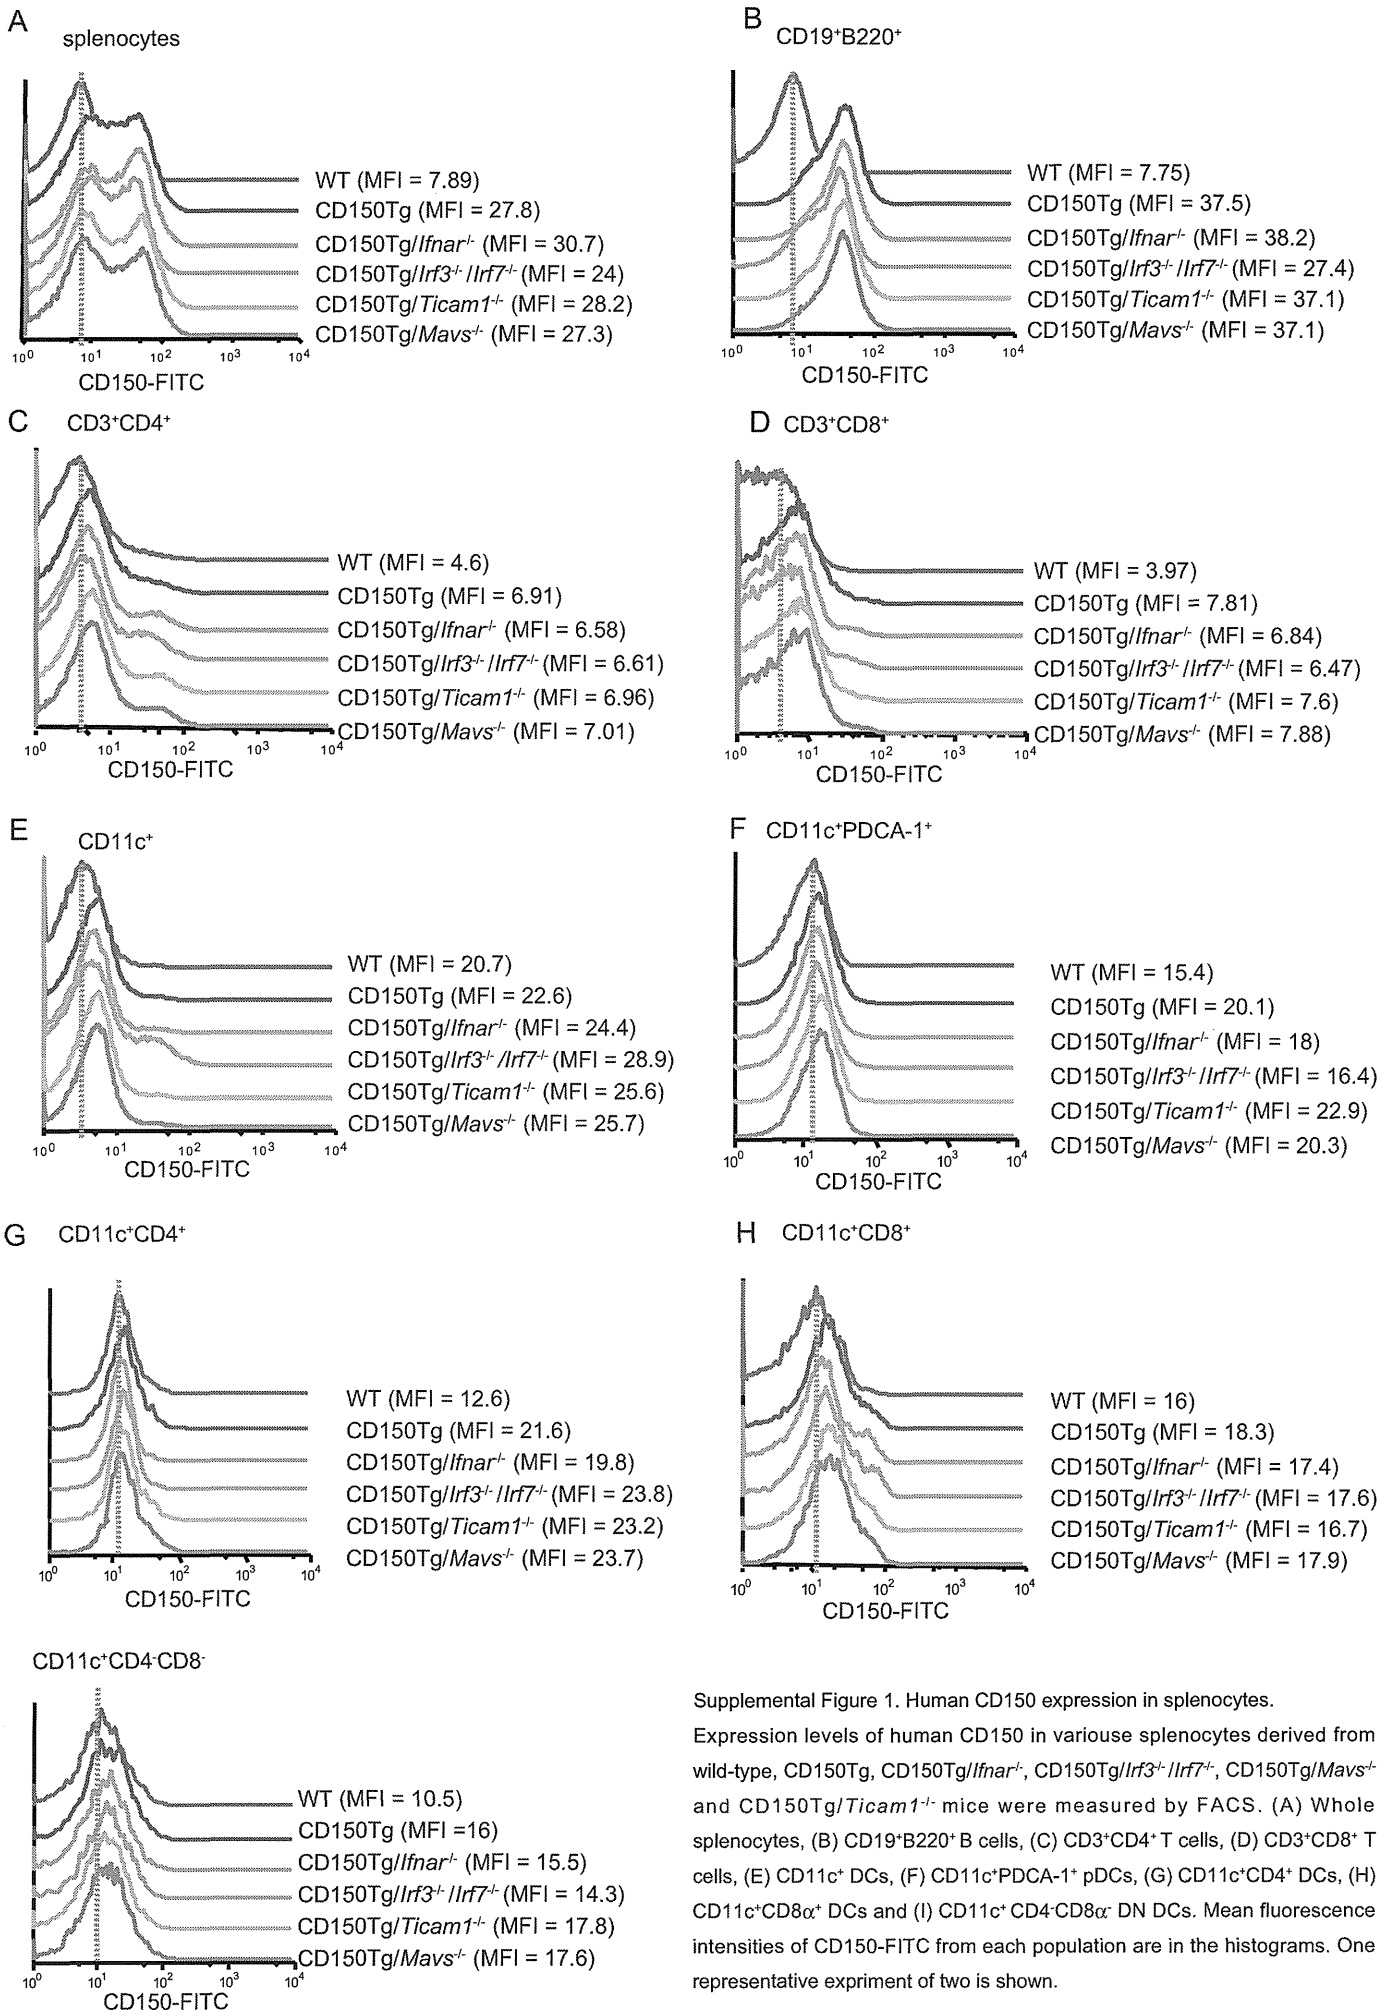 A
splenocytes
WT (MFI = 7.89)
CD150Tg (MFI = 27.8)
CD150Tg/Ifnar-/- (MFI = 30.7)
CD150Tg/Irf3-/-/Irf7-/- (MFI = 24)
CD150Tg/Ticam1-/- (MFI = 28.2)
CD150Tg/Mavs-/- (MFI = 27.3)
10⁰ 10¹ 10² 10³ 10⁴
CD150-FITC
B
CD19⁺B220⁺
WT (MFI = 7.75)
CD150Tg (MFI = 37.5)
CD150Tg/Ifnar-/- (MFI = 38.2)
CD150Tg/Irf3-/-/Irf7-/- (MFI = 27.4)
CD150Tg/Ticam1-/- (MFI = 37.1)
CD150Tg/Mavs-/- (MFI = 37.1)
10⁰ 10¹ 10² 10³ 10⁴
CD150-FITC
C
CD3⁺CD4⁺
WT (MFI = 4.6)
CD150Tg (MFI = 6.91)
CD150Tg/Ifnar-/- (MFI = 6.58)
CD150Tg/Irf3-/-/Irf7-/- (MFI = 6.61)
CD150Tg/Ticam1-/- (MFI = 6.96)
CD150Tg/Mavs-/- (MFI = 7.01)
10⁰ 10¹ 10² 10³ 10⁴
CD150-FITC
D
CD3⁺CD8⁺
WT (MFI = 3.97)
CD150Tg (MFI = 7.81)
CD150Tg/Ifnar-/- (MFI = 6.84)
CD150Tg/Irf3-/-/Irf7-/- (MFI = 6.47)
CD150Tg/Ticam1-/- (MFI = 7.6)
CD150Tg/Mavs-/- (MFI = 7.88)
10⁰ 10¹ 10² 10³ 10⁴
CD150-FITC
E
CD11c⁺
WT (MFI = 20.7)
CD150Tg (MFI = 22.6)
CD150Tg/Ifnar-/- (MFI = 24.4)
CD150Tg/Irf3-/-/Irf7-/- (MFI = 28.9)
CD150Tg/Ticam1-/- (MFI = 25.6)
CD150Tg/Mavs-/- (MFI = 25.7)
10⁰ 10¹ 10² 10³ 10⁴
CD150-FITC
F
CD11c⁺PDCA-1⁺
WT (MFI = 15.4)
CD150Tg (MFI = 20.1)
CD150Tg/Ifnar-/- (MFI = 18)
CD150Tg/Irf3-/-/Irf7-/- (MFI = 16.4)
CD150Tg/Ticam1-/- (MFI = 22.9)
CD150Tg/Mavs-/- (MFI = 20.3)
10⁰ 10¹ 10² 10³ 10⁴
CD150-FITC
G
CD11c⁺CD4⁺
WT (MFI = 12.6)
CD150Tg (MFI = 21.6)
CD150Tg/Ifnar-/- (MFI = 19.8)
CD150Tg/Irf3-/-/Irf7-/- (MFI = 23.8)
CD150Tg/Ticam1-/- (MFI = 23.2)
CD150Tg/Mavs-/- (MFI = 23.7)
10⁰ 10¹ 10² 10³ 10⁴
CD150-FITC
H
CD11c⁺CD8⁺
WT (MFI = 16)
CD150Tg (MFI = 18.3)
CD150Tg/Ifnar-/- (MFI = 17.4)
CD150Tg/Irf3-/-/Irf7-/- (MFI = 17.6)
CD150Tg/Ticam1-/- (MFI = 16.7)
CD150Tg/Mavs-/- (MFI = 17.9)
10⁰ 10¹ 10² 10³ 10⁴
CD150-FITC
CD11c⁺CD4⁻CD8⁻
WT (MFI = 10.5)
CD150Tg (MFI =16)
CD150Tg/Ifnar-/- (MFI = 15.5)
CD150Tg/Irf3-/-/Irf7-/- (MFI = 14.3)
CD150Tg/Ticam1-/- (MFI = 17.8)
CD150Tg/Mavs-/- (MFI = 17.6)
10⁰ 10¹ 10² 10³ 10⁴
CD150-FITC
Supplemental Figure 1. Human CD150 expression in splenocytes.
Expression levels of human CD150 in variouse splenocytes derived from
wild-type, CD150Tg, CD150Tg/Ifnar-/-, CD150Tg/Irf3-/-/Irf7-/-, CD150Tg/Mavs-/-
and CD150Tg/Ticam1-/- mice were measured by FACS. (A) Whole
splenocytes, (B) CD19⁺B220⁺ B cells, (C) CD3⁺CD4⁺ T cells, (D) CD3⁺CD8⁺ T
cells, (E) CD11c⁺ DCs, (F) CD11c⁺PDCA-1⁺ pDCs, (G) CD11c⁺CD4⁺ DCs, (H)
CD11c⁺CD8α⁺ DCs and (I) CD11c⁺ CD4⁻CD8α⁻ DN DCs. Mean fluorescence
intensities of CD150-FITC from each population are in the histograms. One
representative expriment of two is shown.